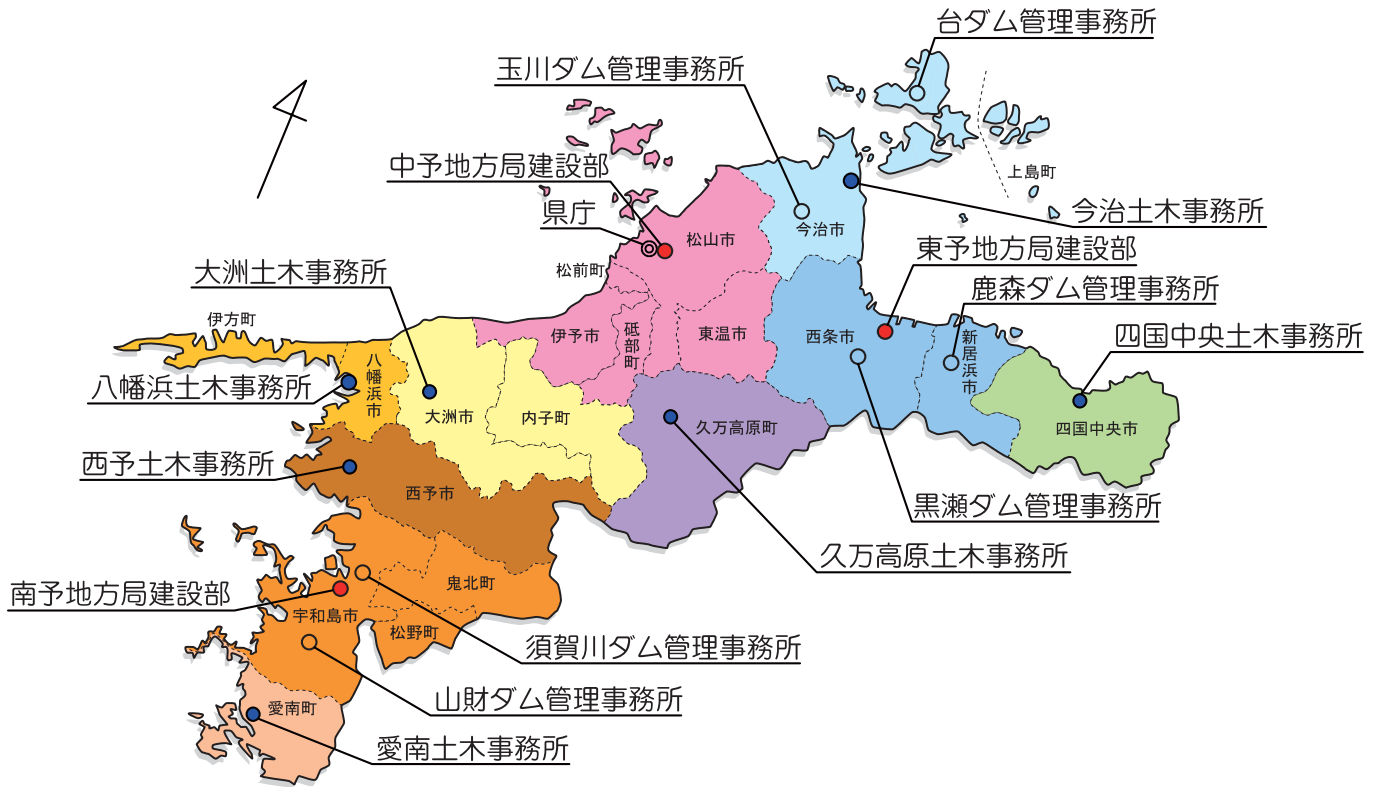 台ダム管理事務所
玉川ダム管理事務所
中予地方局建設部
上島町
県庁
今治土木事務所
今治市
松山市
東予地方局建設部
大洲土木事務所
松前町
鹿森ダム管理事務所
伊方町
四国中央土木事務所
伊予市
砥部町
東温市
西条市
新居浜市
八幡浜市
八幡浜土木事務所
大洲市
内子町
久万高原町
四国中央市
西予土木事務所
西予市
黒瀬ダム管理事務所
久万高原土木事務所
鬼北町
南予地方局建設部
宇和島市
松野町
須賀川ダム管理事務所
山財ダム管理事務所
愛南町
愛南土木事務所